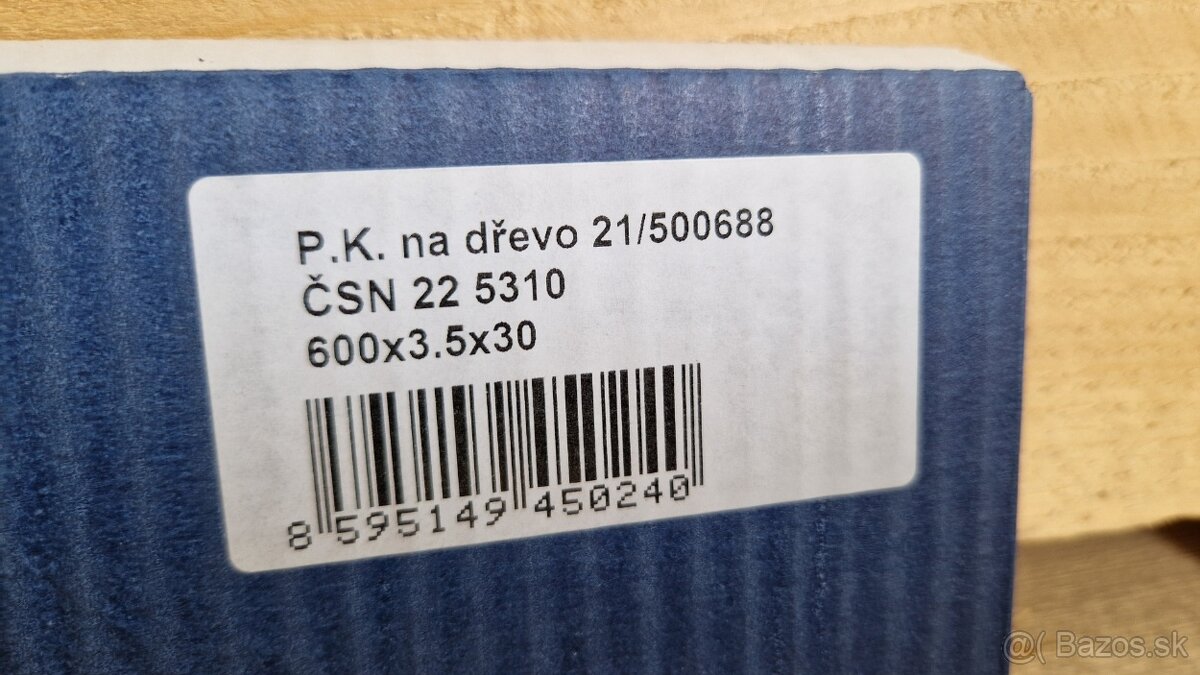 P.K. na dřevo 21/500688
ČSN 22 5310
600x3.5x30
8 595149 450240
@( Bazos.sk